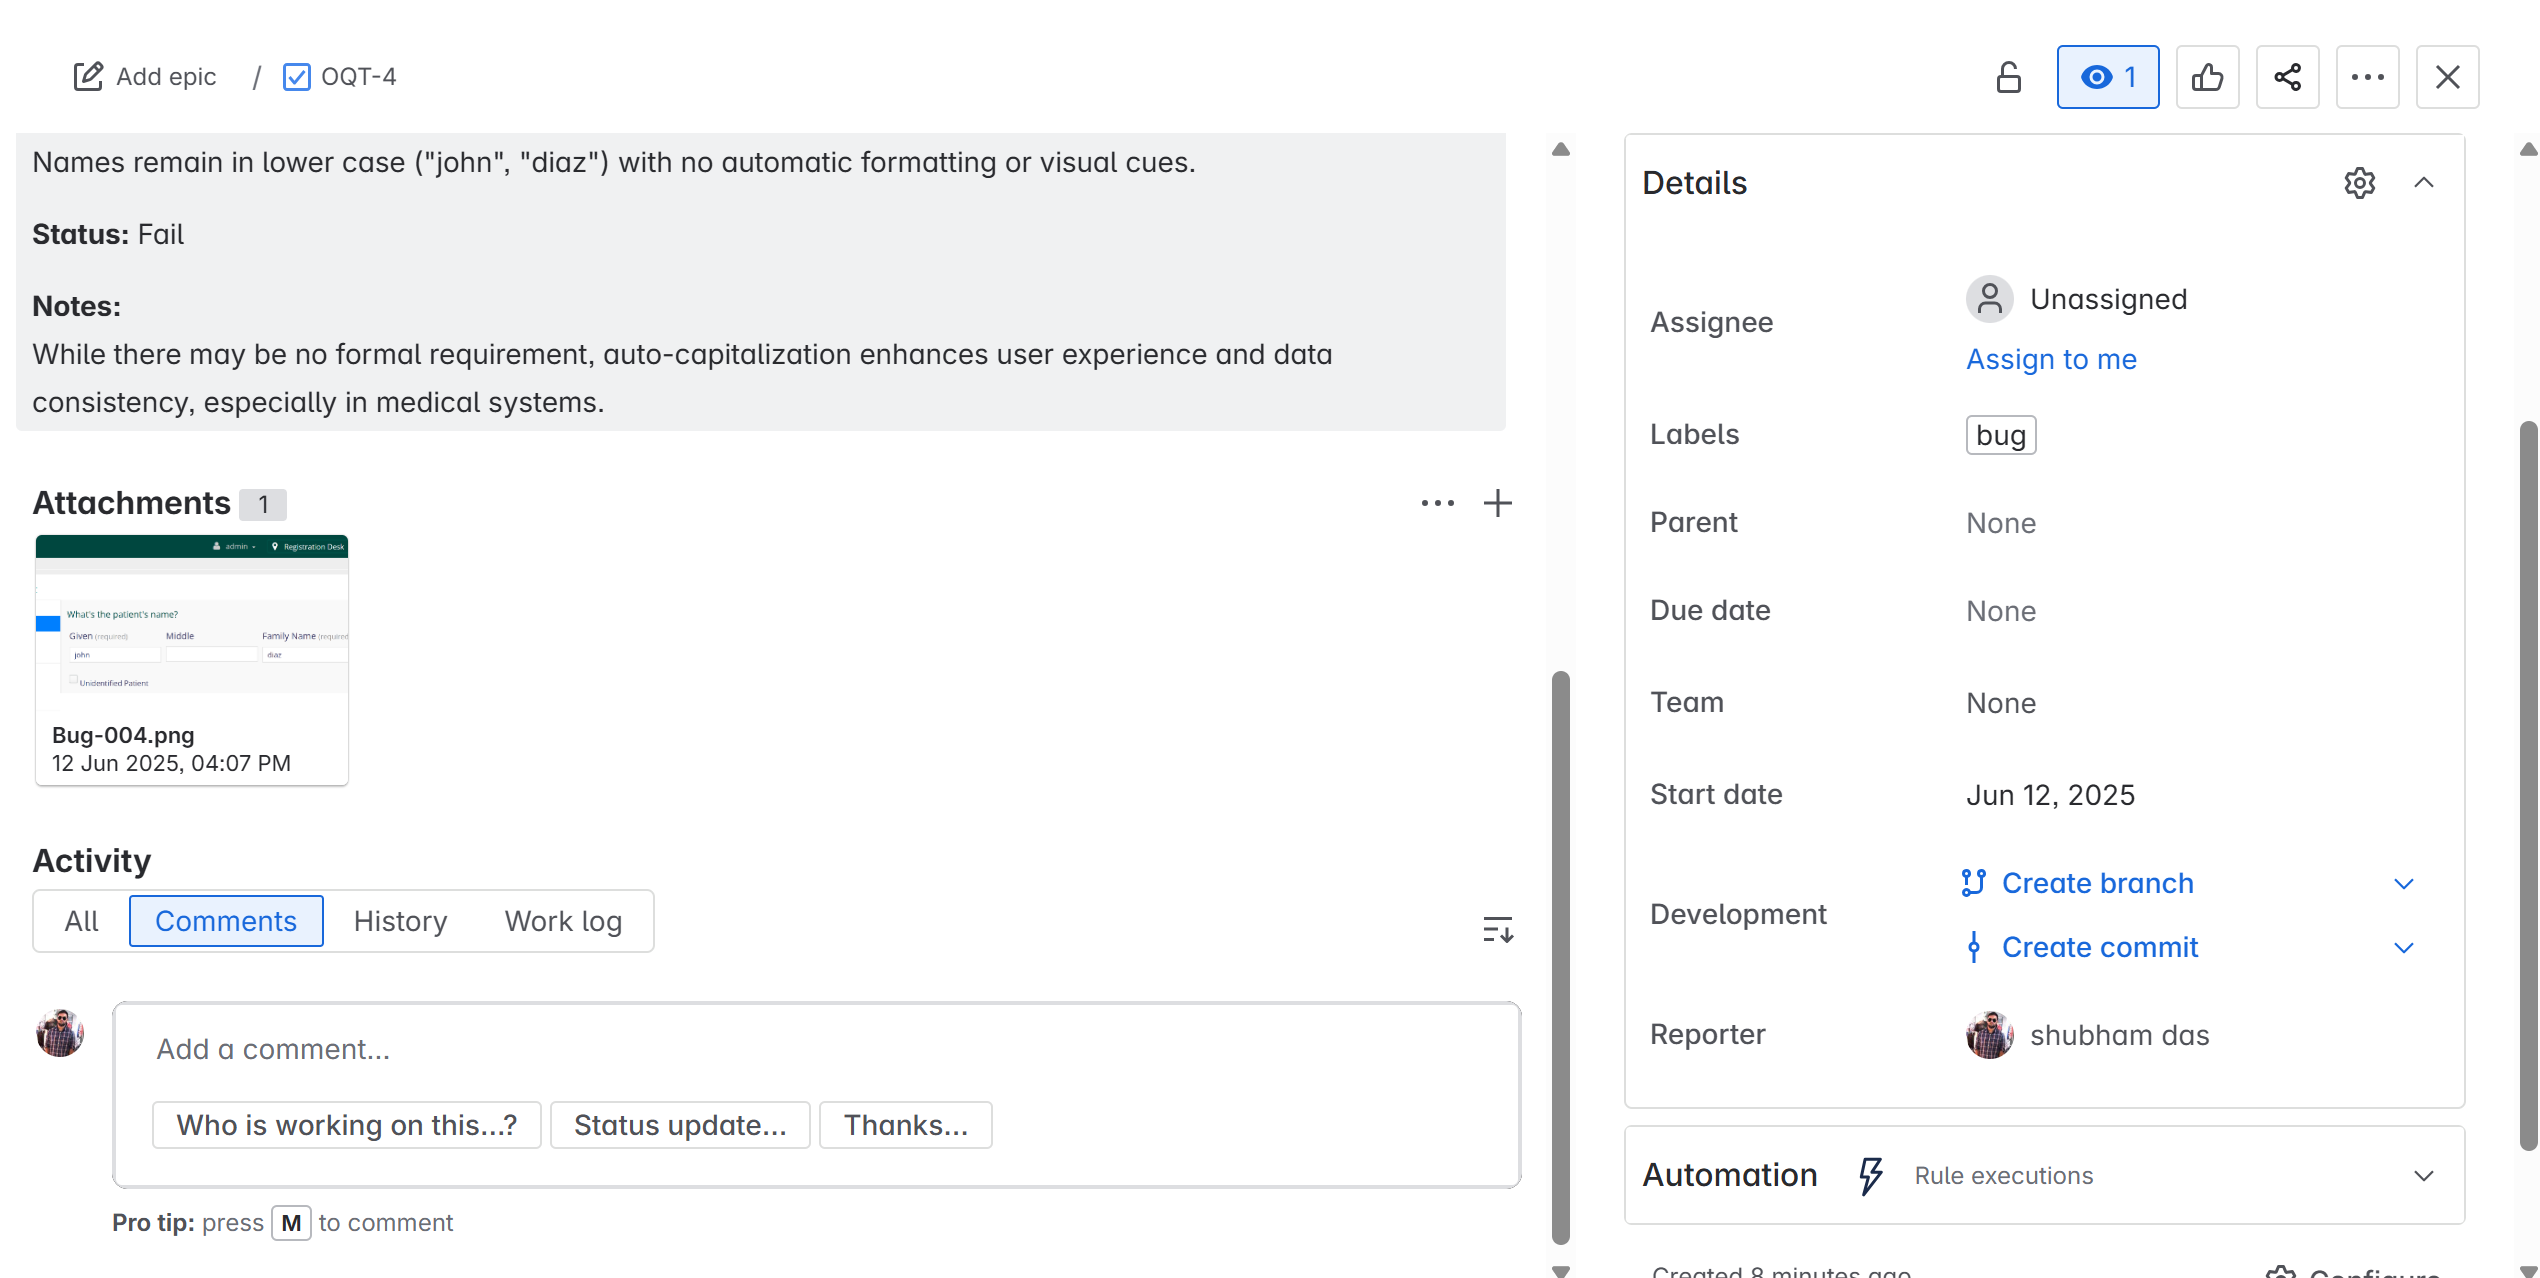 Add epic / OQT-4
1
Names remain in lower case ("john", "diaz") with no automatic formatting or visual cues.
Status: Fail
Notes:
While there may be no formal requirement, auto-capitalization enhances user experience and data
consistency, especially in medical systems.
Attachments 1
admin Registration Desk
What's the patient's name?
Given (required) Middle Family Name (required
john diaz
Unidentified Patient
Bug-004.png
12 Jun 2025, 04:07 PM
Activity
All Comments History Work log
Add a comment...
Who is working on this...? Status update... Thanks...
Pro tip: press M to comment
Details
Assignee Unassigned
Assign to me
Labels bug
Parent None
Due date None
Team None
Start date Jun 12, 2025
Development Create branch
Create commit
Reporter shubham das
Automation Rule executions
Created 8 minutes ago Configure